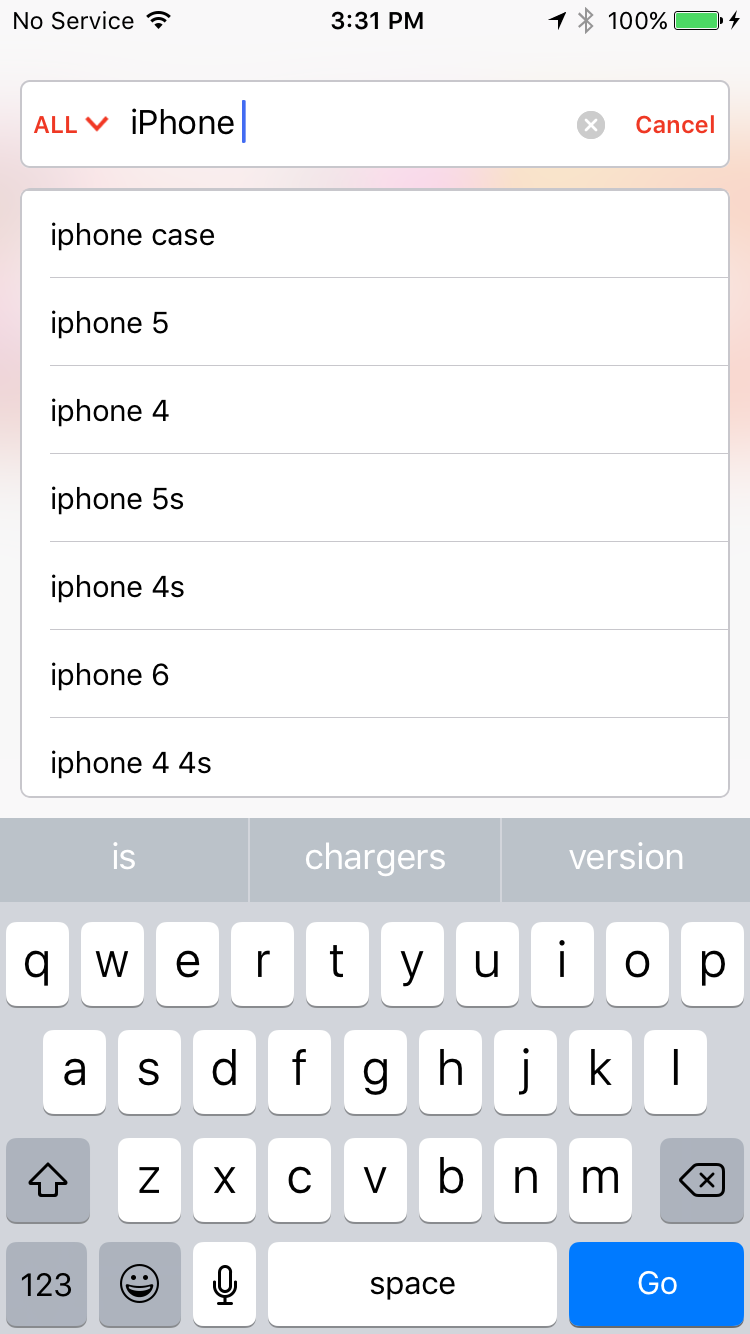 No Service 3:31 PM 100%
ALL iPhone Cancel
iphone case
iphone 5
iphone 4
iphone 5s
iphone 4s
iphone 6
iphone 4 4s
is chargers version
q w e r t y u i o p
a s d f g h j k l
z x c v b n m
123 space Go